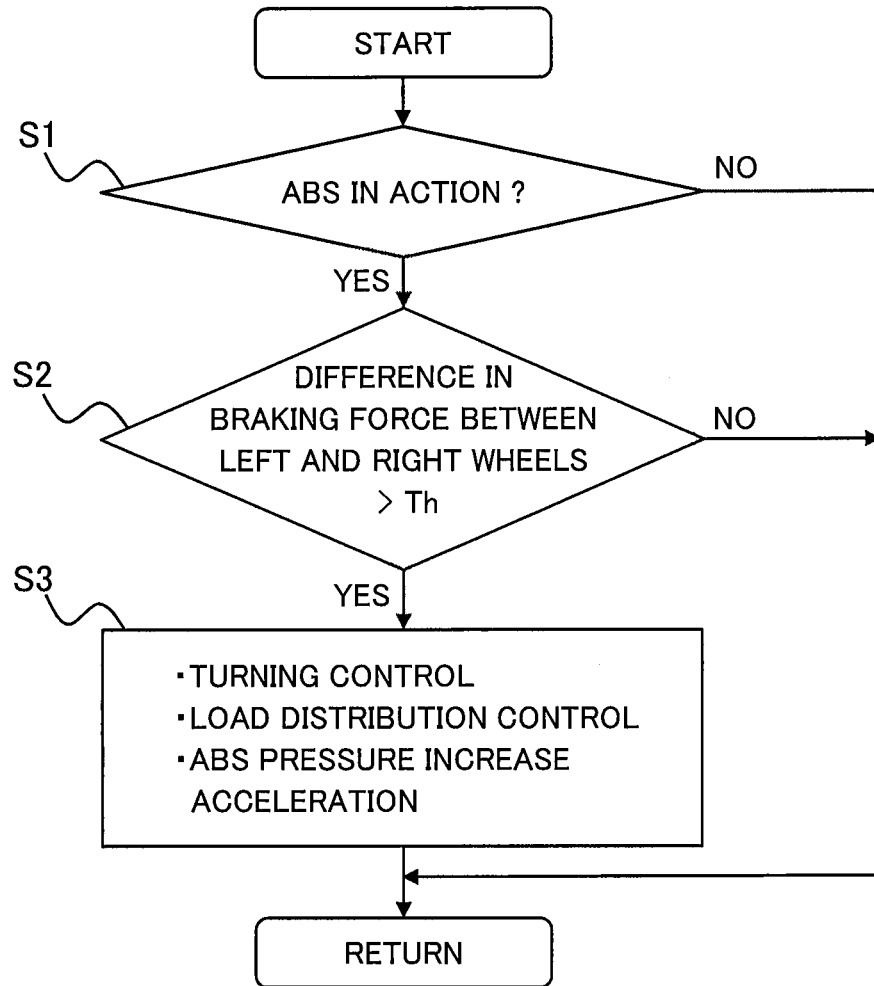 START
S1
ABS IN ACTION ?
NO
YES
S2
DIFFERENCE IN
BRAKING FORCE BETWEEN
LEFT AND RIGHT WHEELS
> Th
NO
YES
S3
・TURNING CONTROL
・LOAD DISTRIBUTION CONTROL
・ABS PRESSURE INCREASE
ACCELERATION
RETURN